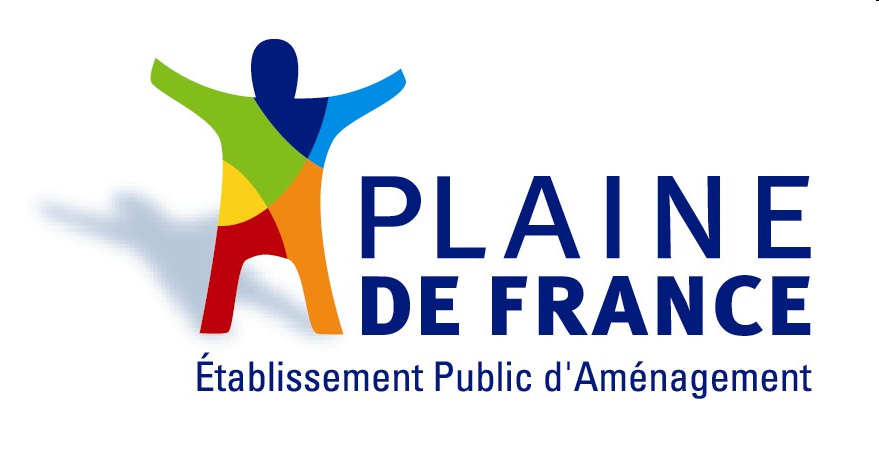 PLAINE
DE FRANCE
Établissement Public d'Aménagement